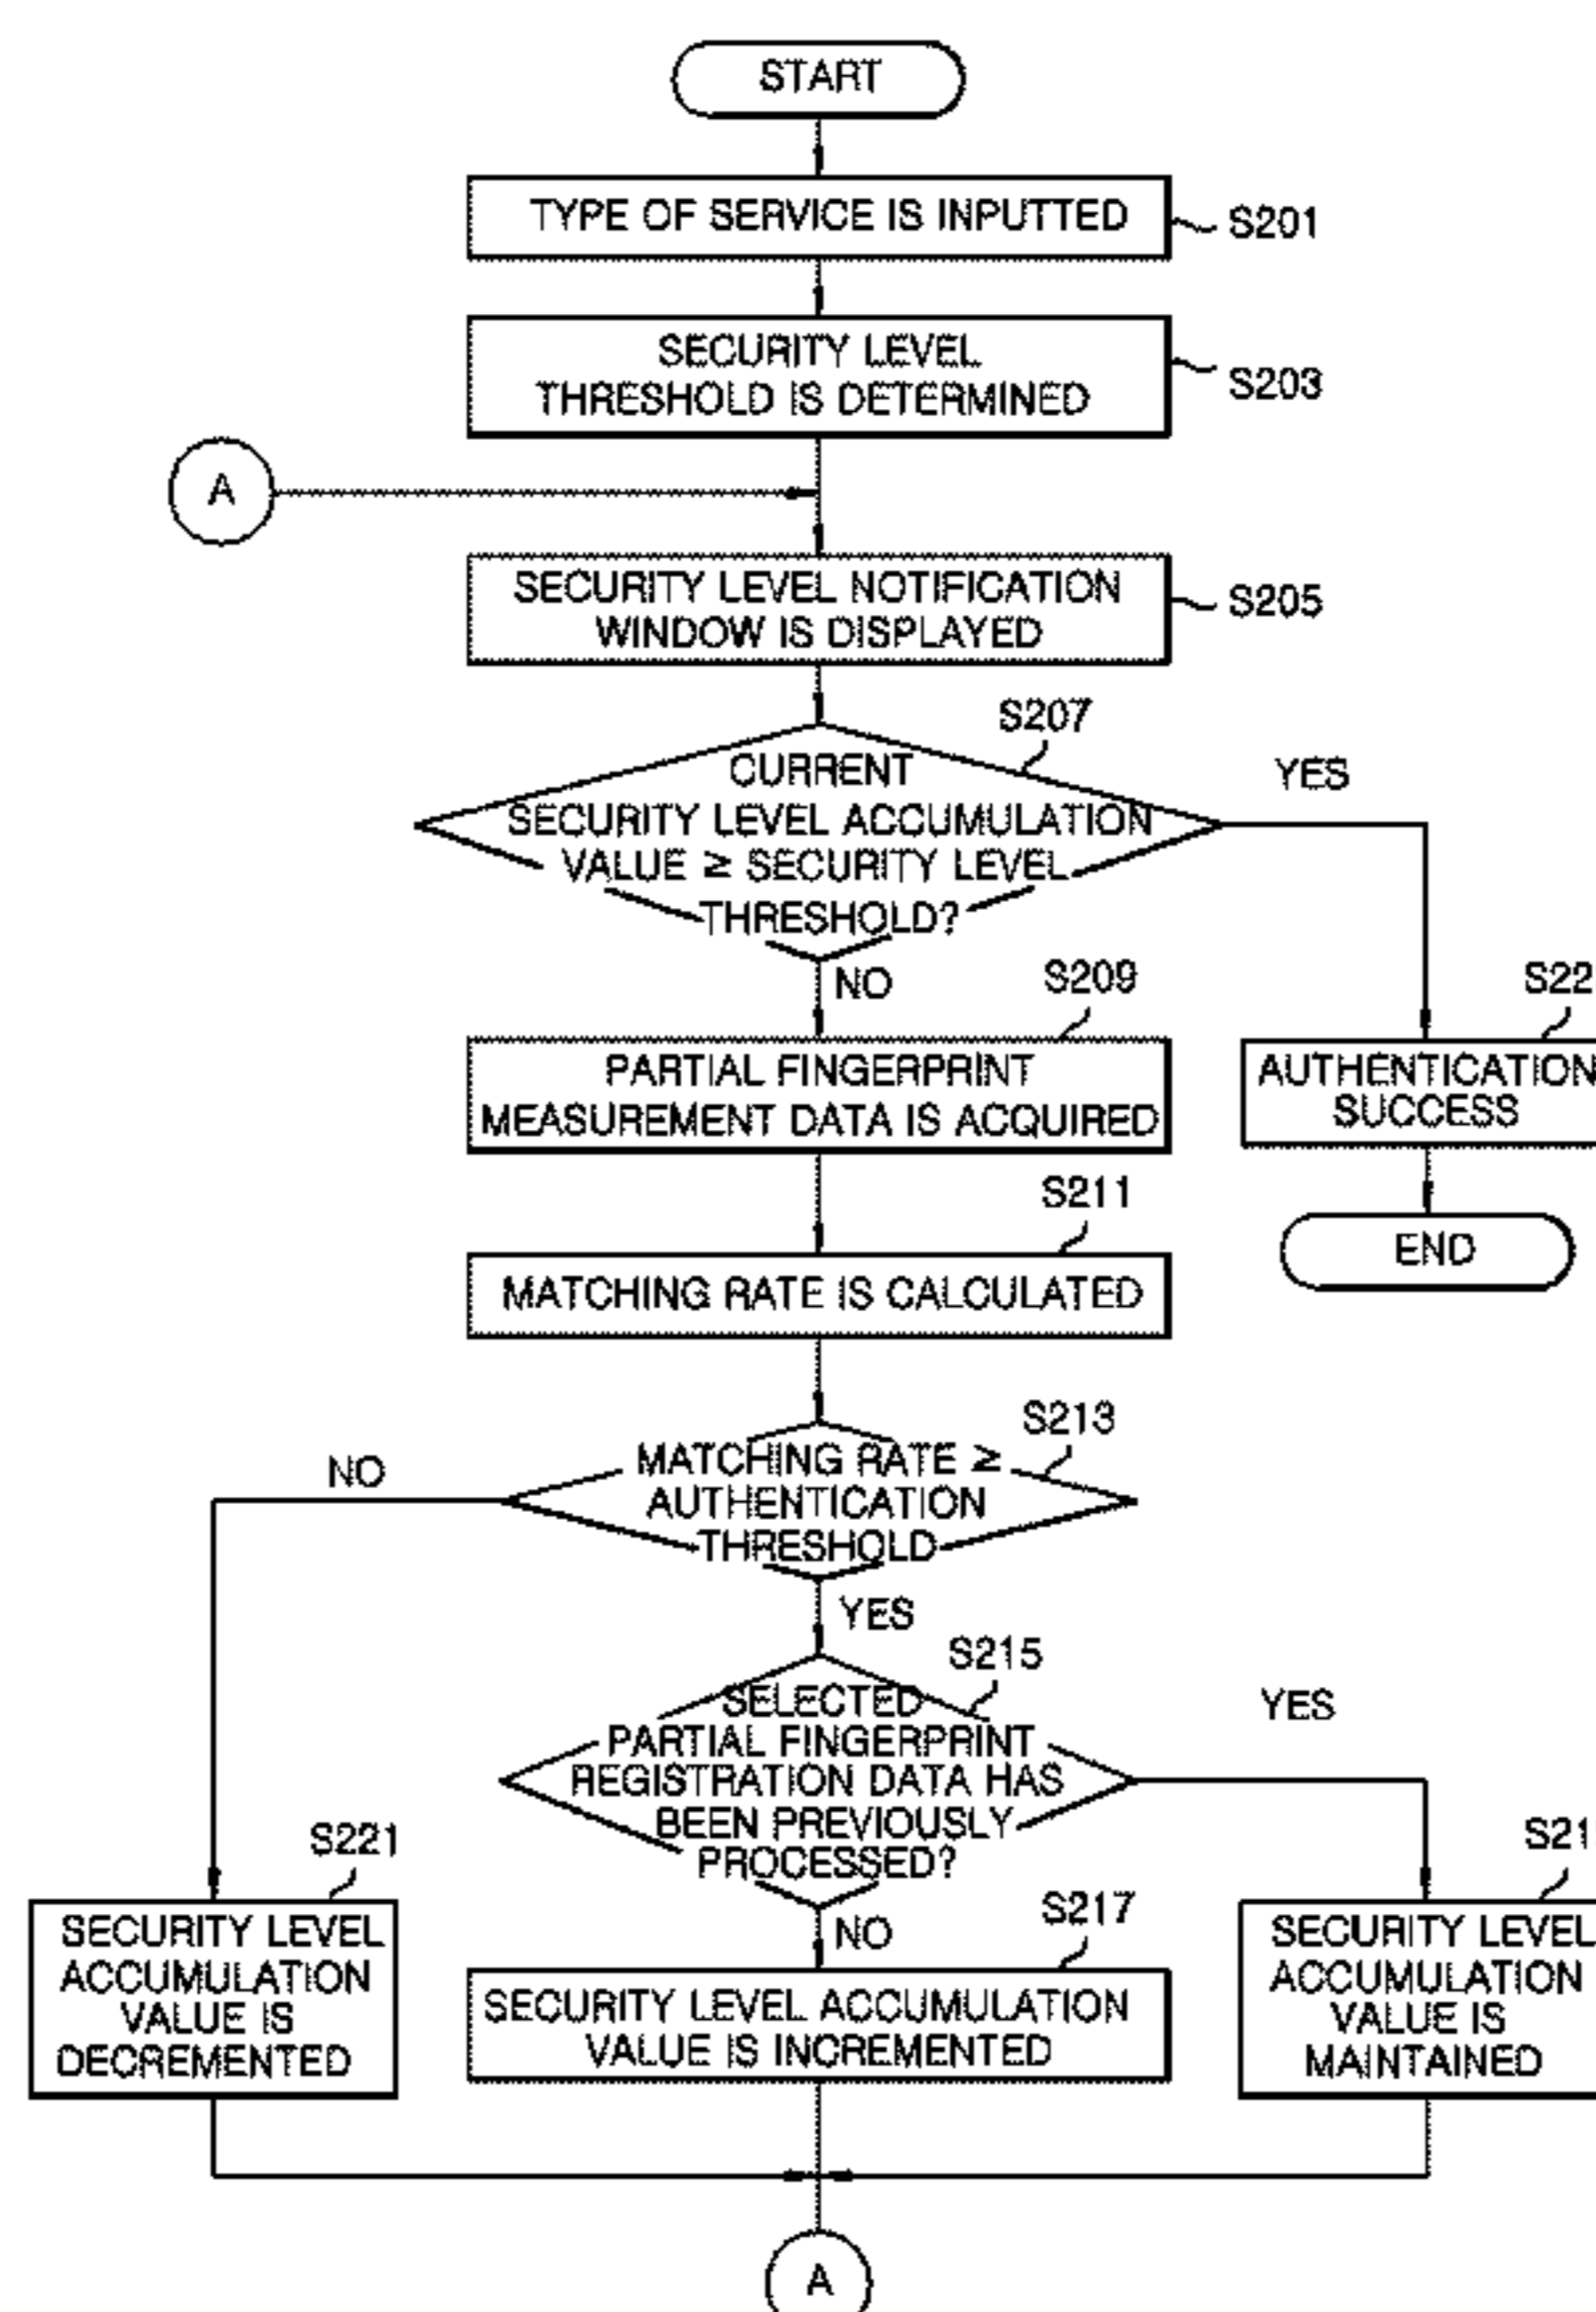 START
TYPE OF SERVICE IS INPUTTED
S201
SECURITY LEVEL
THRESHOLD IS DETERMINED
S203
A
SECURITY LEVEL NOTIFICATION
WINDOW IS DISPLAYED
S205
S207
CURRENT
SECURITY LEVEL ACCUMULATION
VALUE ≥ SECURITY LEVEL
THRESHOLD?
YES
NO
S209
PARTIAL FINGERPRINT
MEASUREMENT DATA IS ACQUIRED
S22
AUTHENTICATION
SUCCESS
END
S211
MATCHING RATE IS CALCULATED
S213
MATCHING RATE ≥
AUTHENTICATION
THRESHOLD
NO
YES
S215
SELECTED
PARTIAL FINGERPRINT
REGISTRATION DATA HAS
BEEN PREVIOUSLY
PROCESSED?
YES
NO
S221
SECURITY LEVEL
ACCUMULATION
VALUE IS
DECREMENTED
S217
SECURITY LEVEL ACCUMULATION
VALUE IS INCREMENTED
S21
SECURITY LEVEL
ACCUMULATION
VALUE IS
MAINTAINED
A